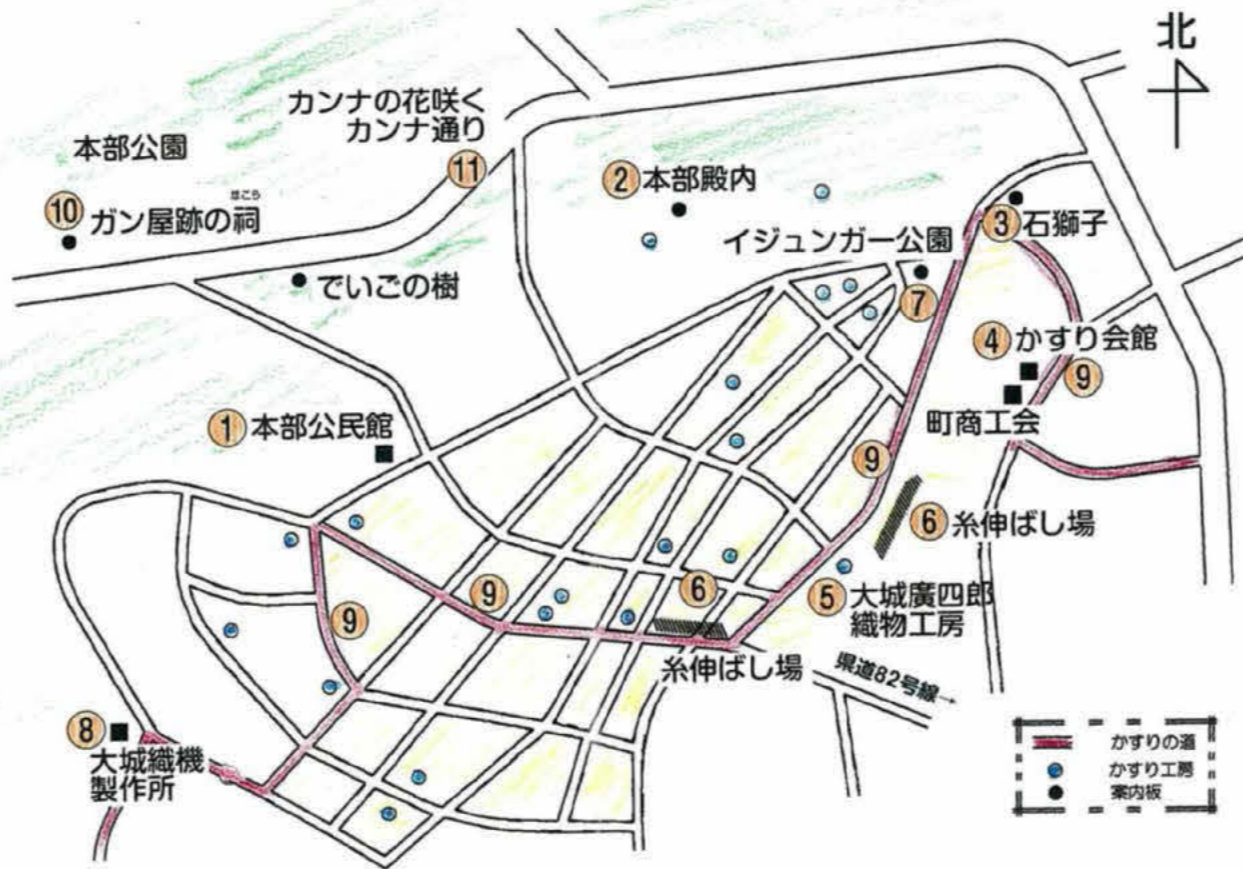 北
カンナの花咲く
カンナ通り
⑪
本部公園
⑩ ガン屋跡の祠
ほこら
② 本部殿内
③ 石獅子
イジュンガー公園
⑦
でいごの樹
④ かすり会館
⑨
町商工会
① 本部公民館
⑨
⑥ 糸伸ばし場
⑥
⑨
⑤ 大城廣四郎
織物工房
⑨
糸伸ばし場
県道82号線→
⑧
大城織機
製作所
かすりの道
かすり工房
案内板